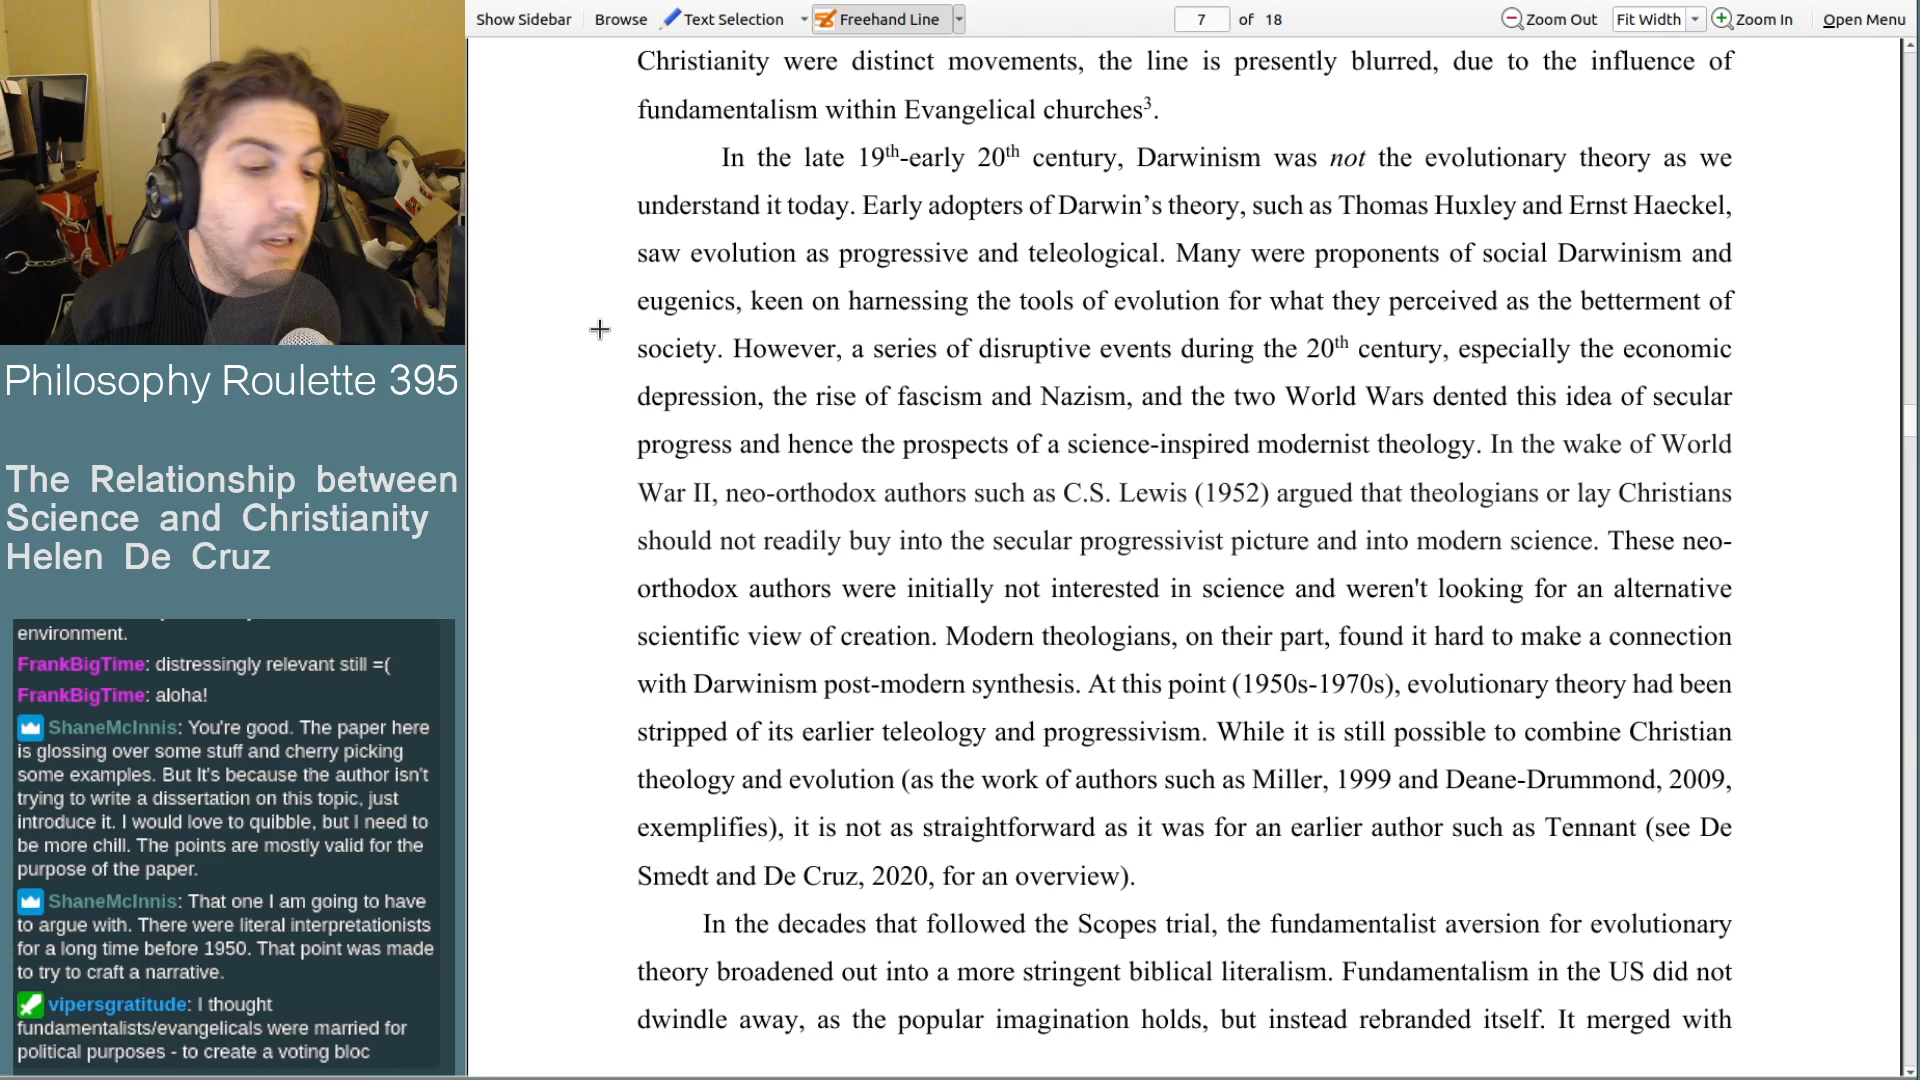 Show Sidebar Browse Text Selection Freehand Line 7 of 18 Zoom Out Fit Width Zoom In Open Menu
Christianity were distinct movements, the line is presently blurred, due to the influence of
fundamentalism within Evangelical churches³.
In the late 19th-early 20th century, Darwinism was not the evolutionary theory as we
understand it today. Early adopters of Darwin’s theory, such as Thomas Huxley and Ernst Haeckel,
saw evolution as progressive and teleological. Many were proponents of social Darwinism and
eugenics, keen on harnessing the tools of evolution for what they perceived as the betterment of
society. However, a series of disruptive events during the 20th century, especially the economic
depression, the rise of fascism and Nazism, and the two World Wars dented this idea of secular
progress and hence the prospects of a science-inspired modernist theology. In the wake of World
War II, neo-orthodox authors such as C.S. Lewis (1952) argued that theologians or lay Christians
should not readily buy into the secular progressivist picture and into modern science. These neo-
orthodox authors were initially not interested in science and weren't looking for an alternative
scientific view of creation. Modern theologians, on their part, found it hard to make a connection
with Darwinism post-modern synthesis. At this point (1950s-1970s), evolutionary theory had been
stripped of its earlier teleology and progressivism. While it is still possible to combine Christian
theology and evolution (as the work of authors such as Miller, 1999 and Deane-Drummond, 2009,
exemplifies), it is not as straightforward as it was for an earlier author such as Tennant (see De
Smedt and De Cruz, 2020, for an overview).
In the decades that followed the Scopes trial, the fundamentalist aversion for evolutionary
theory broadened out into a more stringent biblical literalism. Fundamentalism in the US did not
dwindle away, as the popular imagination holds, but instead rebranded itself. It merged with
Philosophy Roulette 395
The Relationship between
Science and Christianity
Helen De Cruz
environment.
FrankBigTime: distressingly relevant still =(
FrankBigTime: aloha!
ShaneMcInnis: You're good. The paper here
is glossing over some stuff and cherry picking
some examples. But It's because the author isn't
trying to write a dissertation on this topic, just
introduce it. I would love to quibble, but I need to
be more chill. The points are mostly valid for the
purpose of the paper.
ShaneMcInnis: That one I am going to have
to argue with. There were literal interpretationists
for a long time before 1950. That point was made
to try to craft a narrative.
vipersgratitude: I thought
fundamentalists/evangelicals were married for
political purposes - to create a voting bloc